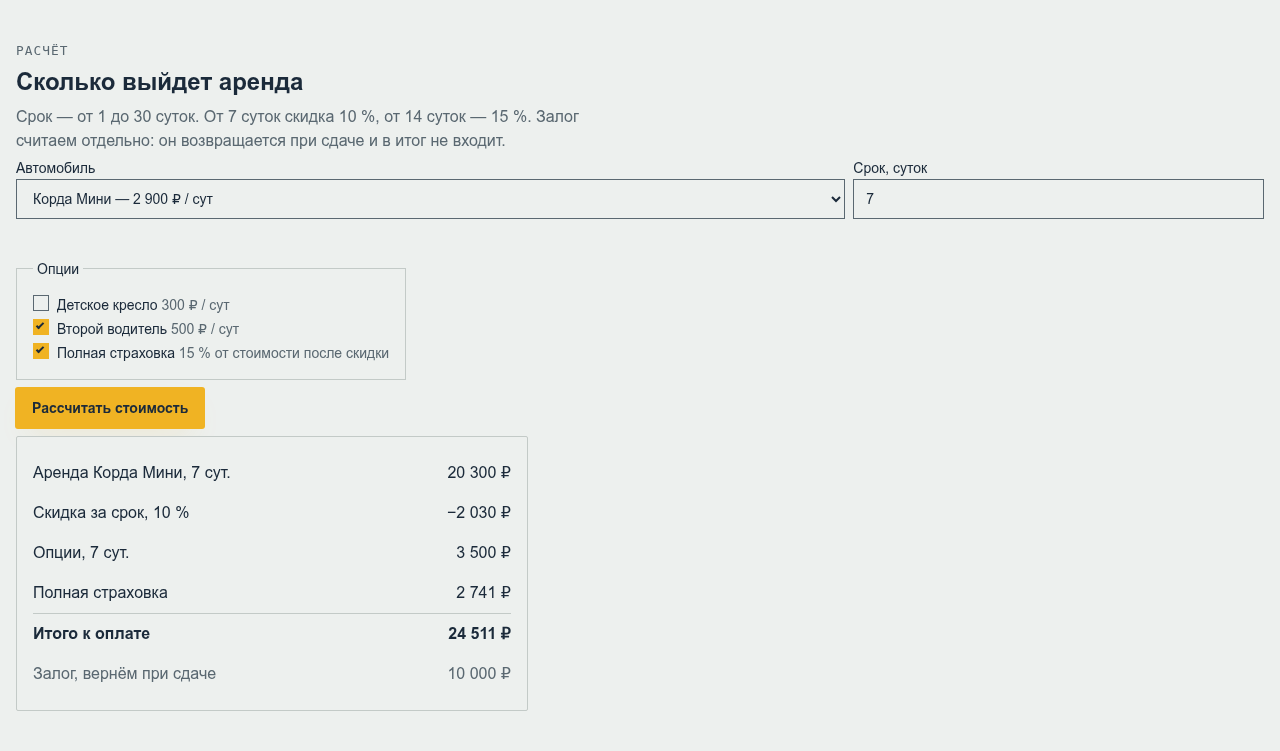 РАСЧЁТ
Сколько выйдет аренда
Срок — от 1 до 30 суток. От 7 суток скидка 10 %, от 14 суток — 15 %. Залог
считаем отдельно: он возвращается при сдаче и в итог не входит.
Автомобиль
Срок, суток
Корда Мини — 2 900 ₽ / сут
7
Опции
Детское кресло 300 ₽ / сут
Второй водитель 500 ₽ / сут
Полная страховка 15 % от стоимости после скидки
Рассчитать стоимость
Аренда Корда Мини, 7 сут. 20 300 ₽
Скидка за срок, 10 % −2 030 ₽
Опции, 7 сут. 3 500 ₽
Полная страховка 2 741 ₽
Итого к оплате 24 511 ₽
Залог, вернём при сдаче 10 000 ₽